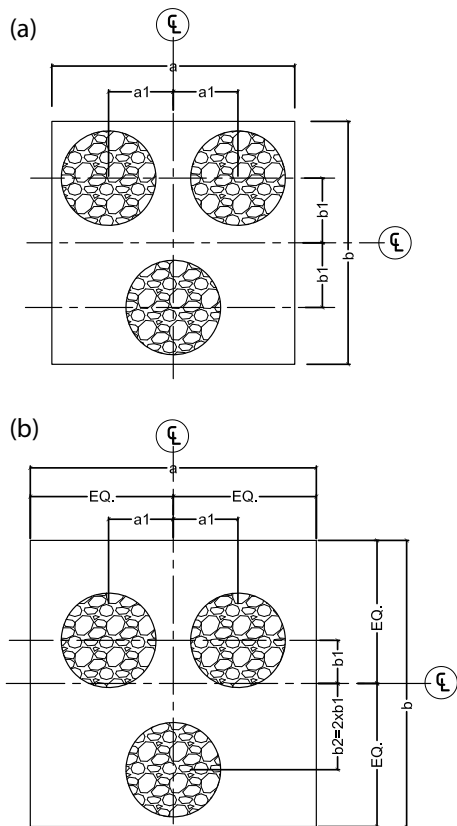 (a)
℄
a
a1 a1
b1
℄
b1
b
(b)
℄
a
EQ. EQ.
a1 a1
EQ.
b1
℄
b2=2xb1
b
EQ.